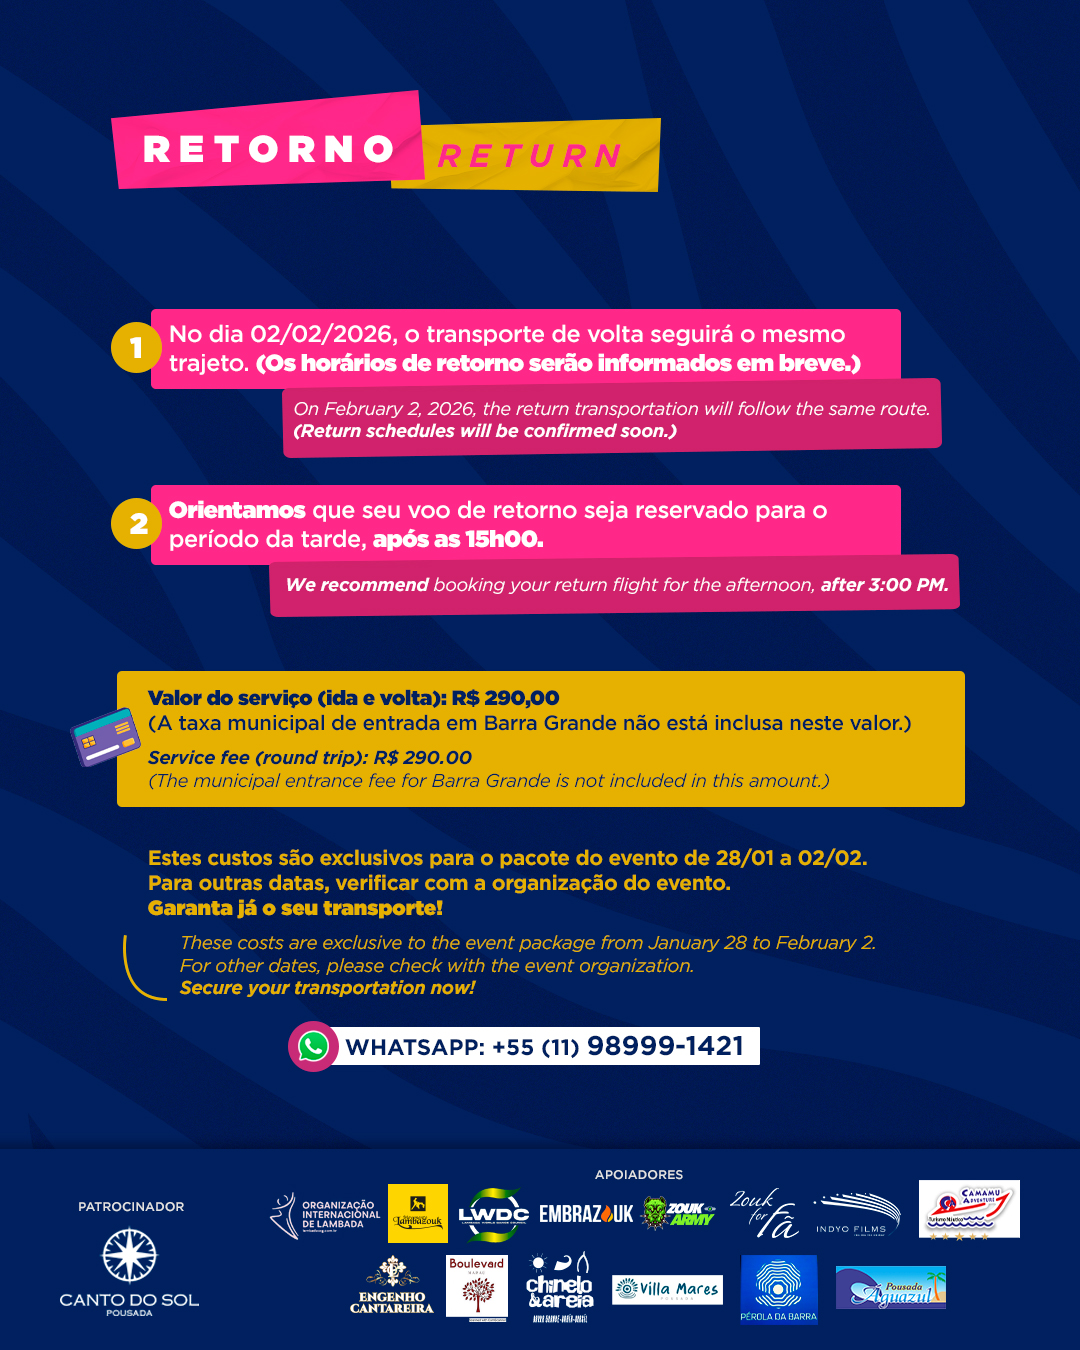 RETORNO
RETURN
1
No dia 02/02/2026, o transporte de volta seguirá o mesmo
trajeto. (Os horários de retorno serão informados em breve.)
On February 2, 2026, the return transportation will follow the same route.
(Return schedules will be confirmed soon.)
2
Orientamos que seu voo de retorno seja reservado para o
período da tarde, após as 15h00.
We recommend booking your return flight for the afternoon, after 3:00 PM.
Valor do serviço (ida e volta): R$ 290,00
(A taxa municipal de entrada em Barra Grande não está inclusa neste valor.)
Service fee (round trip): R$ 290.00
(The municipal entrance fee for Barra Grande is not included in this amount.)
Estes custos são exclusivos para o pacote do evento de 28/01 a 02/02.
Para outras datas, verificar com a organização do evento.
Garanta já o seu transporte!
These costs are exclusive to the event package from January 28 to February 2.
For other dates, please check with the event organization.
Secure your transportation now!
WHATSAPP: +55 (11) 98999-1421
PATROCINADOR
CANTO DO SOL
POUSADA
APOIADORES
ORGANIZAÇÃO
INTERNACIONAL
DE LAMBADA
Lambazouk
LWDC
EMBRAZOUK
ZOUK
ARMY
Zouk
for
Fã
INDYO FILMS
CAMAMU
ADVENTURE
Turismo Náutico
ENGENHO
CANTAREIRA
Boulevard
chinelo
&areia
BARRA GRANDE-BAHIA-BRASIL
Villa Mares
POUSADA
PÉROLA DA BARRA
Pousada
Aguazul